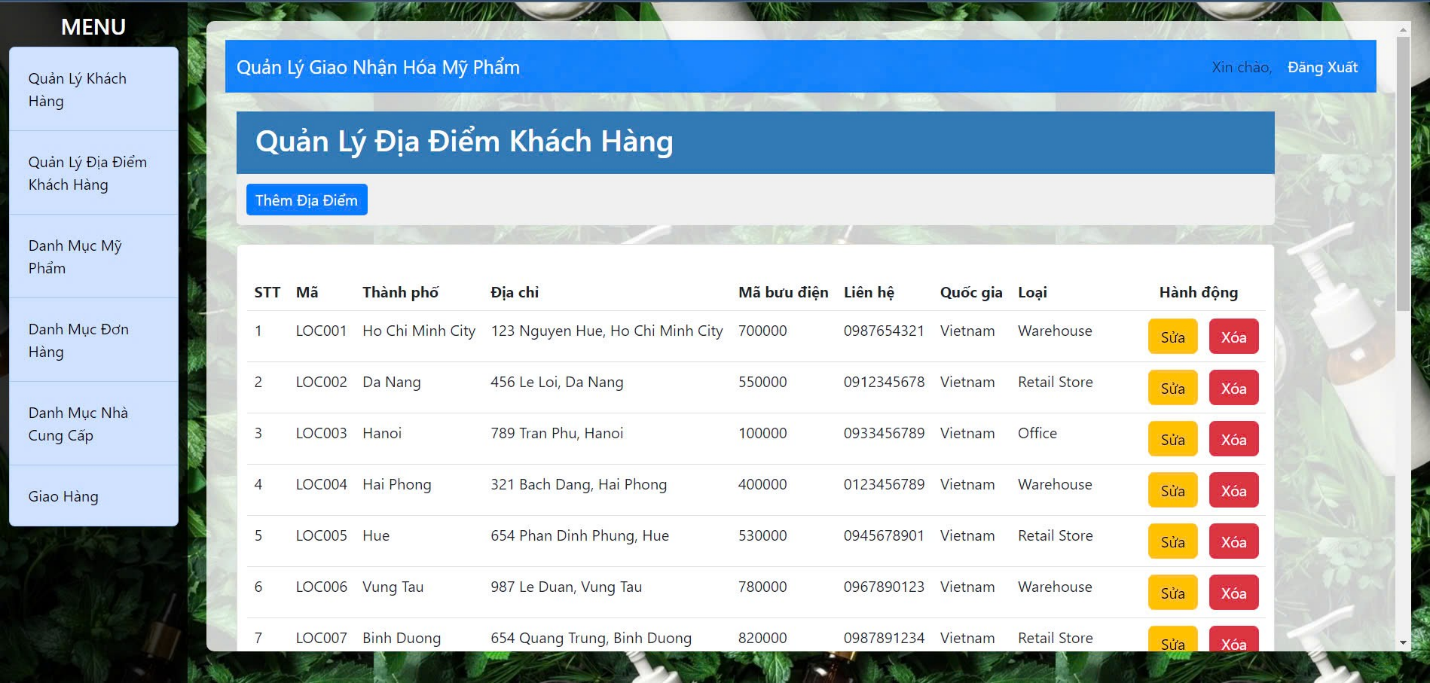 MENU
Quản Lý Khách
Hàng
Quản Lý Địa Điểm
Khách Hàng
Danh Mục Mỹ
Phẩm
Danh Mục Đơn
Hàng
Danh Mục Nhà
Cung Cấp
Giao Hàng
Quản Lý Giao Nhận Hóa Mỹ Phẩm Xin chào, Đăng Xuất
Quản Lý Địa Điểm Khách Hàng
Thêm Địa Điểm
STT Mã Thành phố Địa chỉ Mã bưu điện Liên hệ Quốc gia Loại Hành động
1 LOC001 Ho Chi Minh City 123 Nguyen Hue, Ho Chi Minh City 700000 0987654321 Vietnam Warehouse Sửa Xóa
2 LOC002 Da Nang 456 Le Loi, Da Nang 550000 0912345678 Vietnam Retail Store Sửa Xóa
3 LOC003 Hanoi 789 Tran Phu, Hanoi 100000 0933456789 Vietnam Office Sửa Xóa
4 LOC004 Hai Phong 321 Bach Dang, Hai Phong 400000 0123456789 Vietnam Warehouse Sửa Xóa
5 LOC005 Hue 654 Phan Dinh Phung, Hue 530000 0945678901 Vietnam Retail Store Sửa Xóa
6 LOC006 Vung Tau 987 Le Duan, Vung Tau 780000 0967890123 Vietnam Warehouse Sửa Xóa
7 LOC007 Binh Duong 654 Quang Trung, Binh Duong 820000 0987891234 Vietnam Retail Store Sửa Xóa